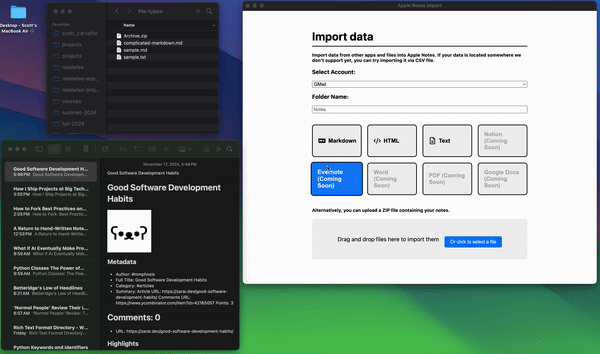 Desktop - Scott's
MacBook Air
file-types
Favorites
scott_carvalho
projects
projects
readwise
readwise-app...
readwise-proj...
courses
summer-2024
fall-2024
Name
Archive.zip
complicated-markdown.md
sample.md
sample.txt
Good Software Development H...
5:48 PM Good Software Developm...
How I Ship Projects at Big Tech...
3:05 PM How I Ship Projects at Big...
How to Fork Best Practices an...
2:55 PM How to Fork: Best Practic...
A Return to Hand-Written Note...
12:53 PM A Return to Hand-Writt...
What If AI Eventually Make Pro...
9:59 AM What If AI Eventually Ma...
Python Classes The Power of...
9:59 AM Python Classes: The Po...
Betteridge's Law of Headlines
8:21 AM Betteridge's Law of Headl...
'Normal People' Review Their L...
8:07 AM 'Normal People' Review:...
Rich Text Format Directory - W...
Friday Rich Text Format Directo...
Python Keywords and Identifiers
November 17, 2024, 5:48 PM
Good Software Development Habits
Good Software Development
Habits
Metadata
• Author: #mmphosis
• Full Title: Good Software Development Habits
• Category: #articles
• Summary: Article URL: https://zarar.dev/good-software-
development-habits/ Comments URL:
https://news.ycombinator.com/item?id=42165057 Points: 3
Comments: 0
• URL: https://zarar.dev/good-software-development-habits/
Highlights
Apple Notes Import
Import data
Import data from other apps and files into Apple Notes. If your data is located somewhere we
don't support yet, you can try importing it via CSV file.
Select Account:
GMail
Folder Name:
Notes
Markdown
HTML
Text
Notion
(Coming
Soon)
Evernote
(Coming
Soon)
Word
(Coming
Soon)
PDF (Coming
Soon)
Google Docs
(Coming
Soon)
Alternatively, you can upload a ZIP file containing your notes.
Drag and drop files here to import them
Or click to select a file